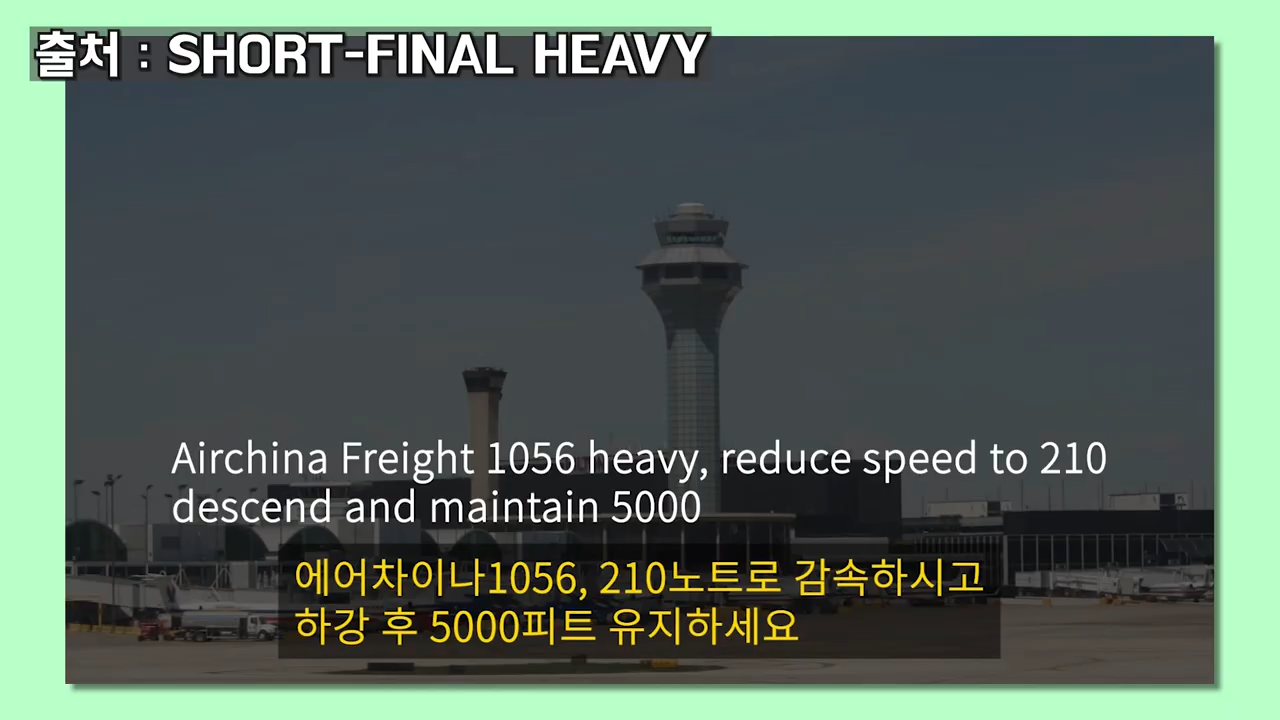 출처 : SHORT-FINAL HEAVY
Airchina Freight 1056 heavy, reduce speed to 210
descend and maintain 5000
에어차이나1056, 210노트로 감속하시고
하강 후 5000피트 유지하세요